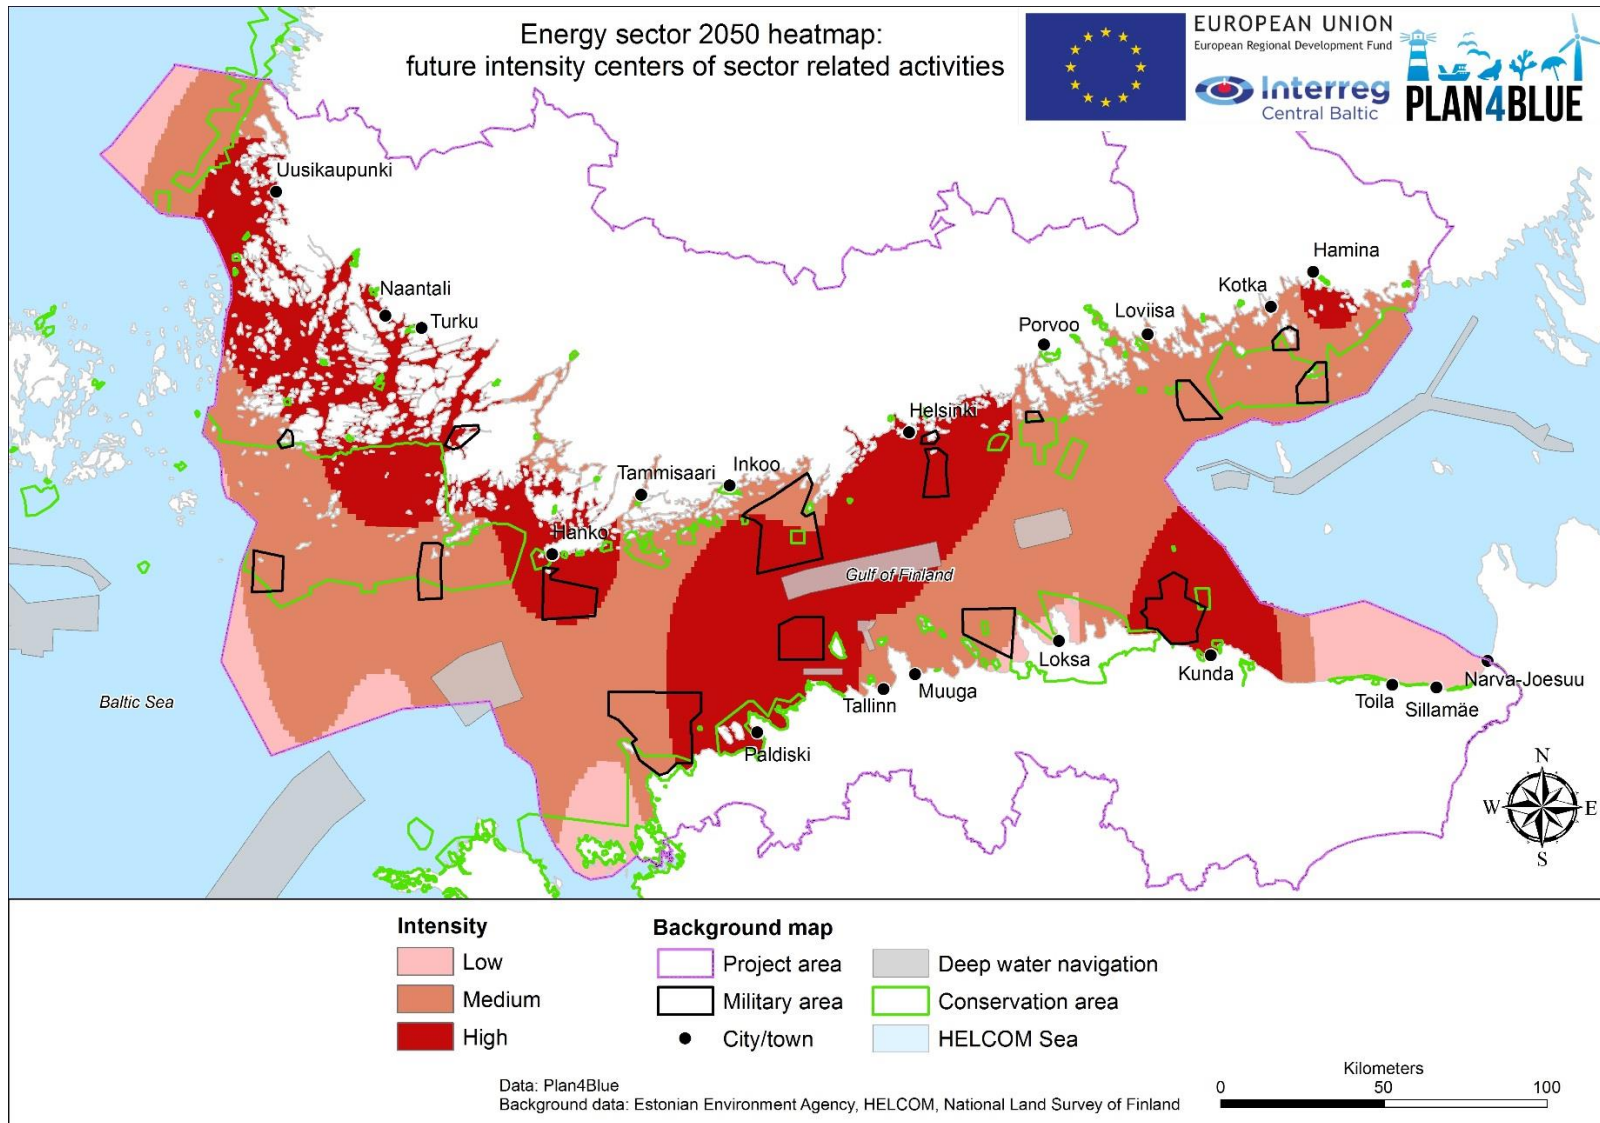 Energy sector 2050 heatmap:
future intensity centers of sector related activities
EUROPEAN UNION
European Regional Development Fund
Interreg
Central Baltic
PLAN4BLUE
Uusikaupunki
Naantali
Turku
Hamina
Kotka
Loviisa
Porvoo
Helsinki
Inkoo
Tammisaari
Hanko
Gulf of Finland
Baltic Sea
Loksa
Kunda
Narva-Joesuu
Toila
Sillamäe
Muuga
Tallinn
Paldiski
N
W
E
S
Intensity
Low
Medium
High
Background map
Project area
Military area
City/town
Deep water navigation
Conservation area
HELCOM Sea
Kilometers
0 50 100
Data: Plan4Blue
Background data: Estonian Environment Agency, HELCOM, National Land Survey of Finland